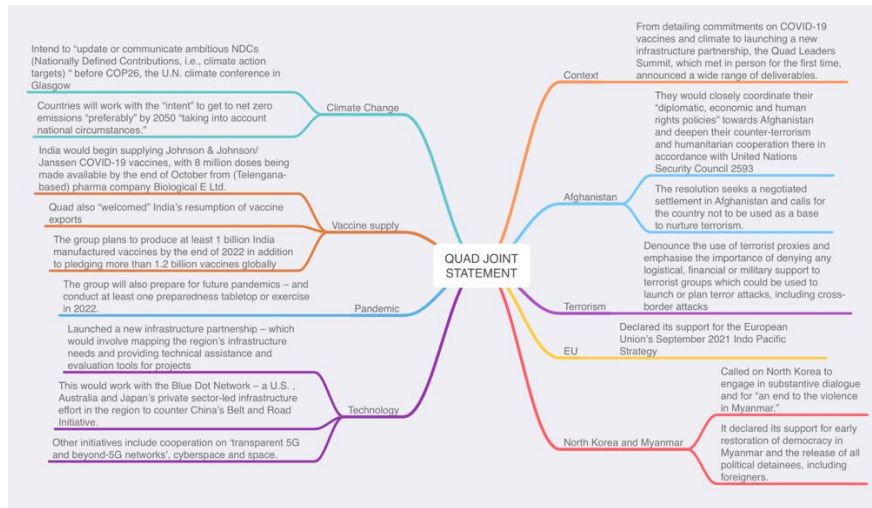 Intend to "update or communicate ambitious NDCs
(Nationally Defined Contributions, i.e., climate action
targets) " before COP26, the U.N. climate conference in
Glasgow
Countries will work with the "intent" to get to net zero
emissions "preferably" by 2050 "taking into account
national circumstances."
Climate Change
India would begin supplying Johnson & Johnson/
Janssen COVID-19 vaccines, with 8 million doses being
made available by the end of October from (Telengana-
based) pharma company Biological E Ltd.
Quad also "welcomed" India's resumption of vaccine
exports
The group plans to produce at least 1 billion India
manufactured vaccines by the end of 2022 in addition
to pledging more than 1.2 billion vaccines globally
Vaccine supply
The group will also prepare for future pandemics – and
conduct at least one preparedness tabletop or exercise
in 2022.
Pandemic
Launched a new infrastructure partnership – which
would involve mapping the region's infrastructure
needs and providing technical assistance and
evaluation tools for projects
This would work with the Blue Dot Network – a U.S. ,
Australia and Japan's private sector-led infrastructure
effort in the region to counter China's Belt and Road
Initiative.
Other initiatives include cooperation on 'transparent 5G
and beyond-5G networks', cyberspace and space.
Technology
QUAD JOINT
STATEMENT
Context
From detailing commitments on COVID-19
vaccines and climate to launching a new
infrastructure partnership, the Quad Leaders
Summit, which met in person for the first time,
announced a wide range of deliverables.
Afghanistan
They would closely coordinate their
"diplomatic, economic and human
rights policies" towards Afghanistan
and deepen their counter-terrorism
and humanitarian cooperation there in
accordance with United Nations
Security Council 2593
The resolution seeks a negotiated
settlement in Afghanistan and calls for
the country not to be used as a base
to nurture terrorism.
Terrorism
Denounce the use of terrorist proxies and
emphasise the importance of denying any
logistical, financial or military support to
terrorist groups which could be used to
launch or plan terror attacks, including cross-
border attacks
EU
Declared its support for the European
Union's September 2021 Indo Pacific
Strategy
North Korea and Myanmar
Called on North Korea to
engage in substantive dialogue
and for "an end to the violence
in Myanmar."
It declared its support for early
restoration of democracy in
Myanmar and the release of all
political detainees, including
foreigners.